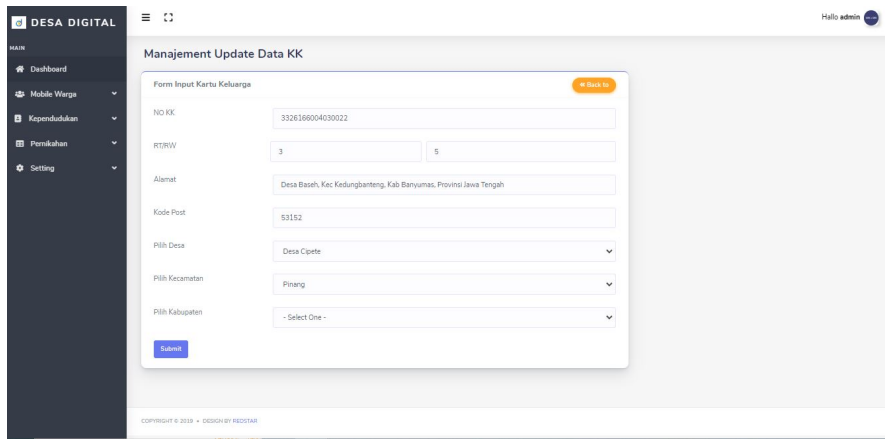 DESA DIGITAL
Hallo admin
MAIN
Dashboard
Mobile Warga
Kependudukan
Pernikahan
Setting
Manajement Update Data KK
Form Input Kartu Keluarga
Back to
NO KK
3326166004030022
RT/RW
3
5
Alamat
Desa Baseh, Kec Kedungbanteng, Kab Banyumas, Provinsi Jawa Tengah
Kode Post
53152
Pilih Desa
Desa Cipete
Pilih Kecamatan
Pinang
Pilih Kabupaten
- Select One -
Submit
COPYRIGHT © 2019 • DESIGN BY REDSTAR